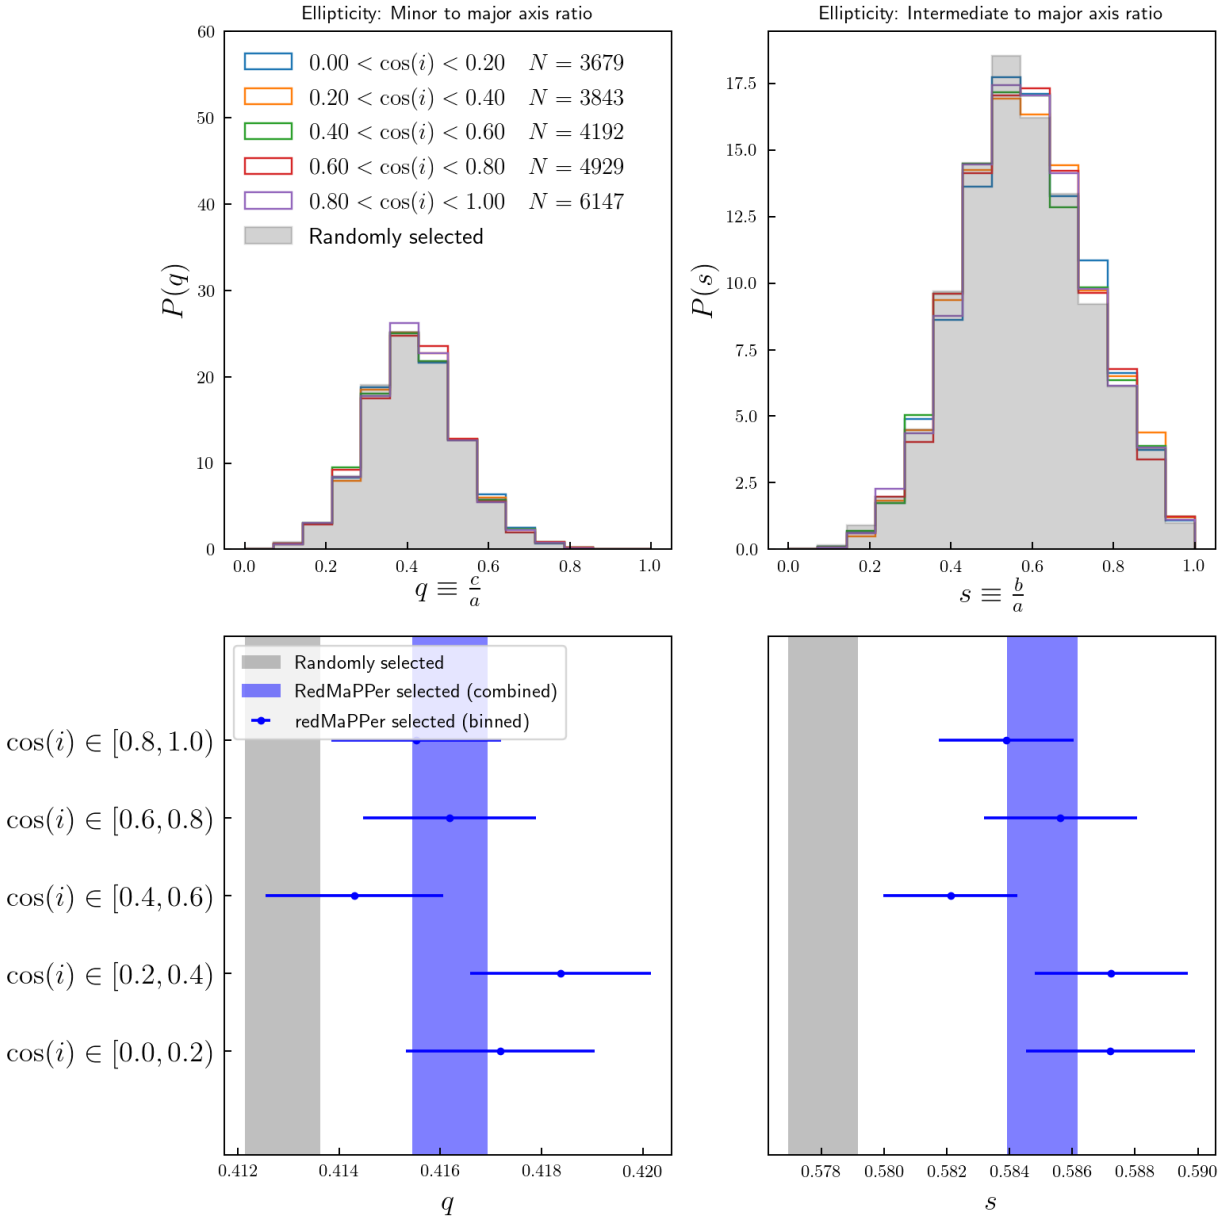 Ellipticity: Minor to major axis ratio
60
50
40
30
20
10
0
P(q)
0.00 < cos(i) < 0.20 N = 3679
0.20 < cos(i) < 0.40 N = 3843
0.40 < cos(i) < 0.60 N = 4192
0.60 < cos(i) < 0.80 N = 4929
0.80 < cos(i) < 1.00 N = 6147
Randomly selected
0.0 0.2 0.4 0.6 0.8 1.0
q ≡ c/a
Ellipticity: Intermediate to major axis ratio
17.5
15.0
12.5
10.0
7.5
5.0
2.5
0.0
P(s)
0.0 0.2 0.4 0.6 0.8 1.0
s ≡ b/a
Randomly selected
RedMaPPer selected (combined)
redMaPPer selected (binned)
cos(i) ∈ [0.8, 1.0)
cos(i) ∈ [0.6, 0.8)
cos(i) ∈ [0.4, 0.6)
cos(i) ∈ [0.2, 0.4)
cos(i) ∈ [0.0, 0.2)
0.412 0.414 0.416 0.418 0.420
q
0.578 0.580 0.582 0.584 0.586 0.588 0.590
s